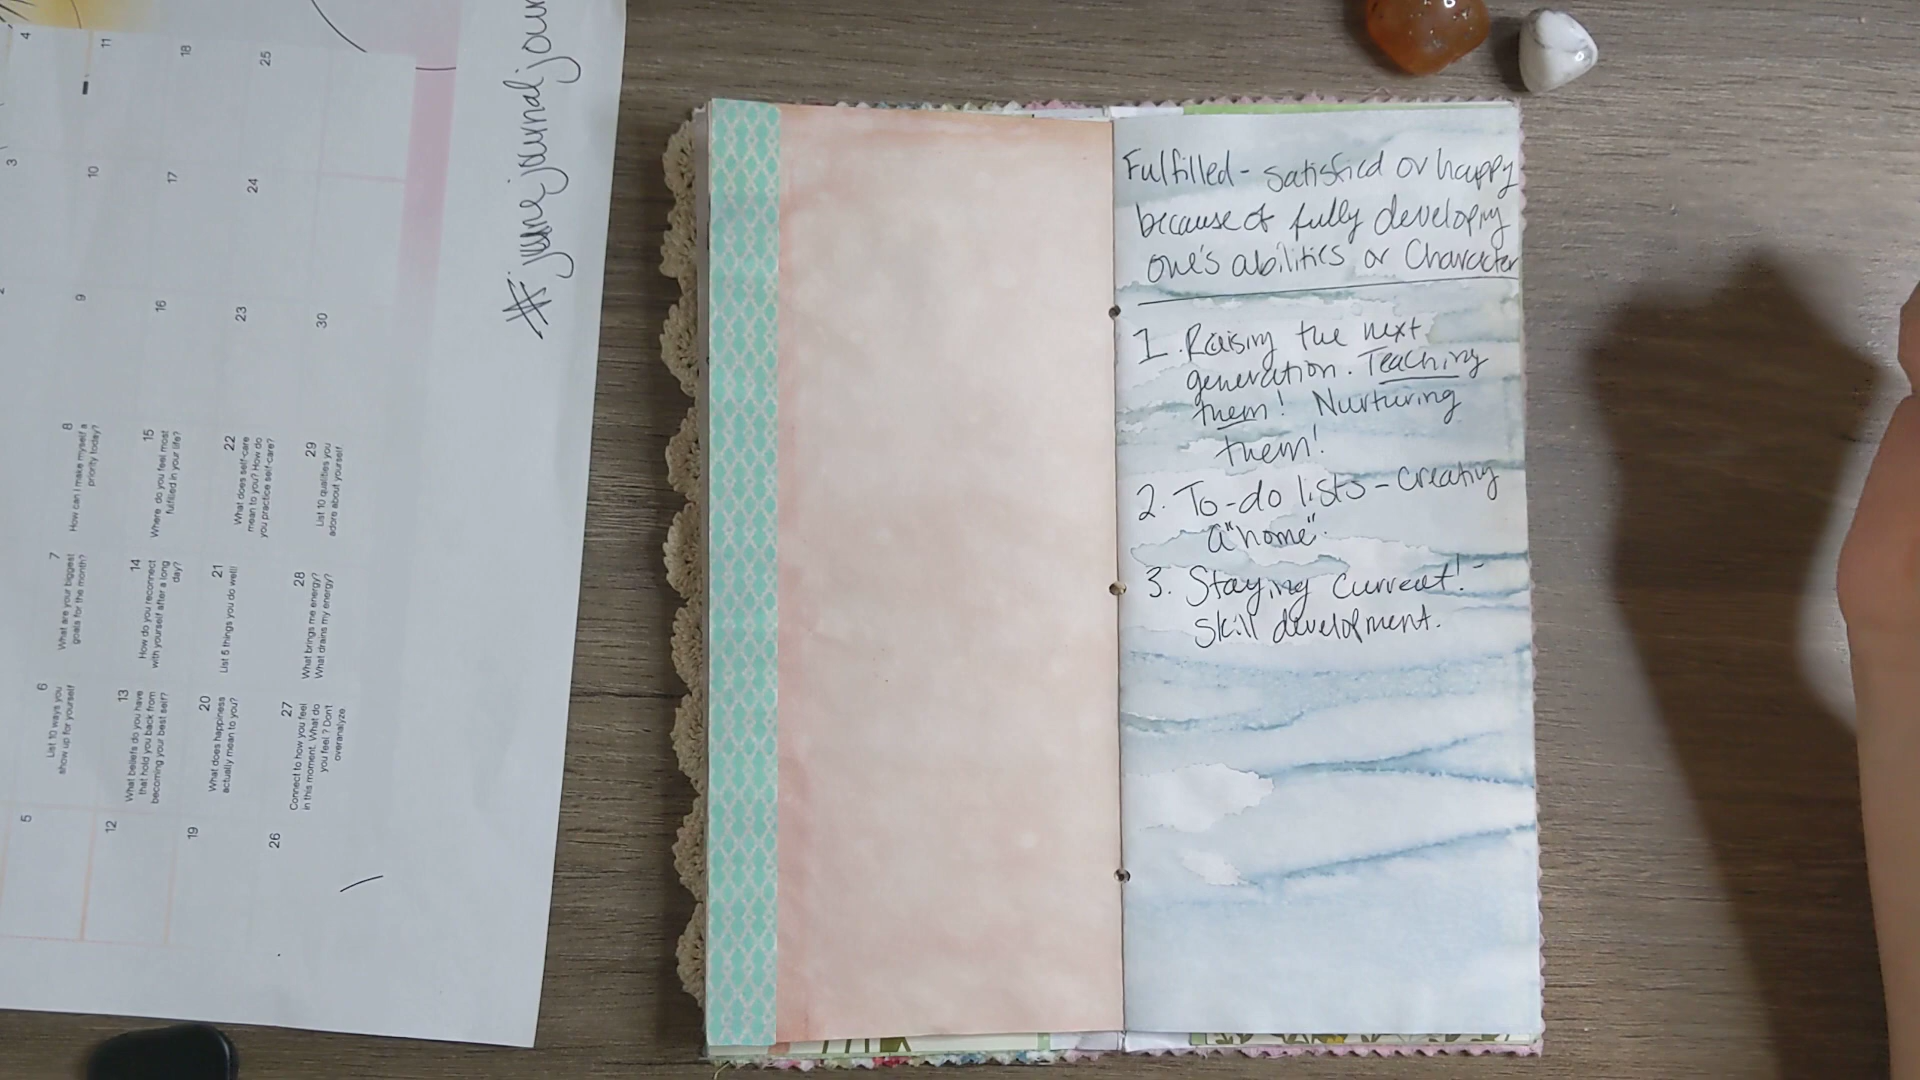 #junejournaljour
3
4
5
6
List 10 ways you
show up for yourself
7
What are your biggest
goals for the month?
8
How can I make myself a
priority today?
9
10
11
12
13
What beliefs do you have
that hold you back from
becoming your best self?
14
How do you reconnect
with yourself after a long
day?
15
Where do you feel most
fulfilled in your life?
16
17
18
19
20
What does happiness
actually mean to you?
21
List 5 things you do well!
22
What does self-care
mean to you? How do
you practice self-care?
23
24
25
26
27
Connect to how you feel
in this moment. What do
you feel? Don't
overanalyze
28
What brings me energy?
What drains my energy?
29
List 10 qualities you
adore about yourself.
30
Fulfilled - satisfied or happy
because of fully developing
one's abilities or Character
1. Raising the next
generation. Teaching
them! Nurturing
them!
2. To-do lists - Creating
a "home".
3. Staying Current! -
Skill development.